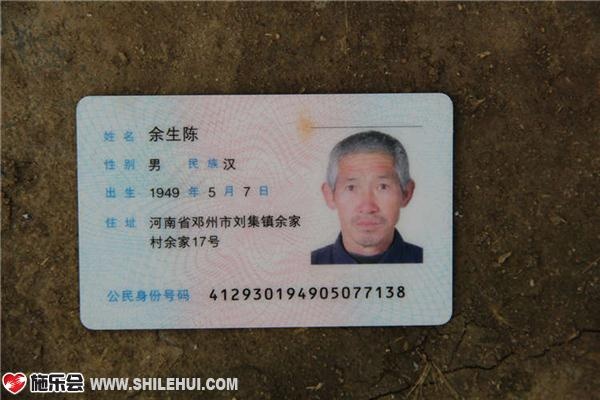 姓名 余生陈
性别 男 民族 汉
出生 1949 年 5 月 7 日
住址 河南省邓州市刘集镇余家
村余家17号
公民身份号码 412930194905077138
施乐会 WWW.SHILEHUI.COM